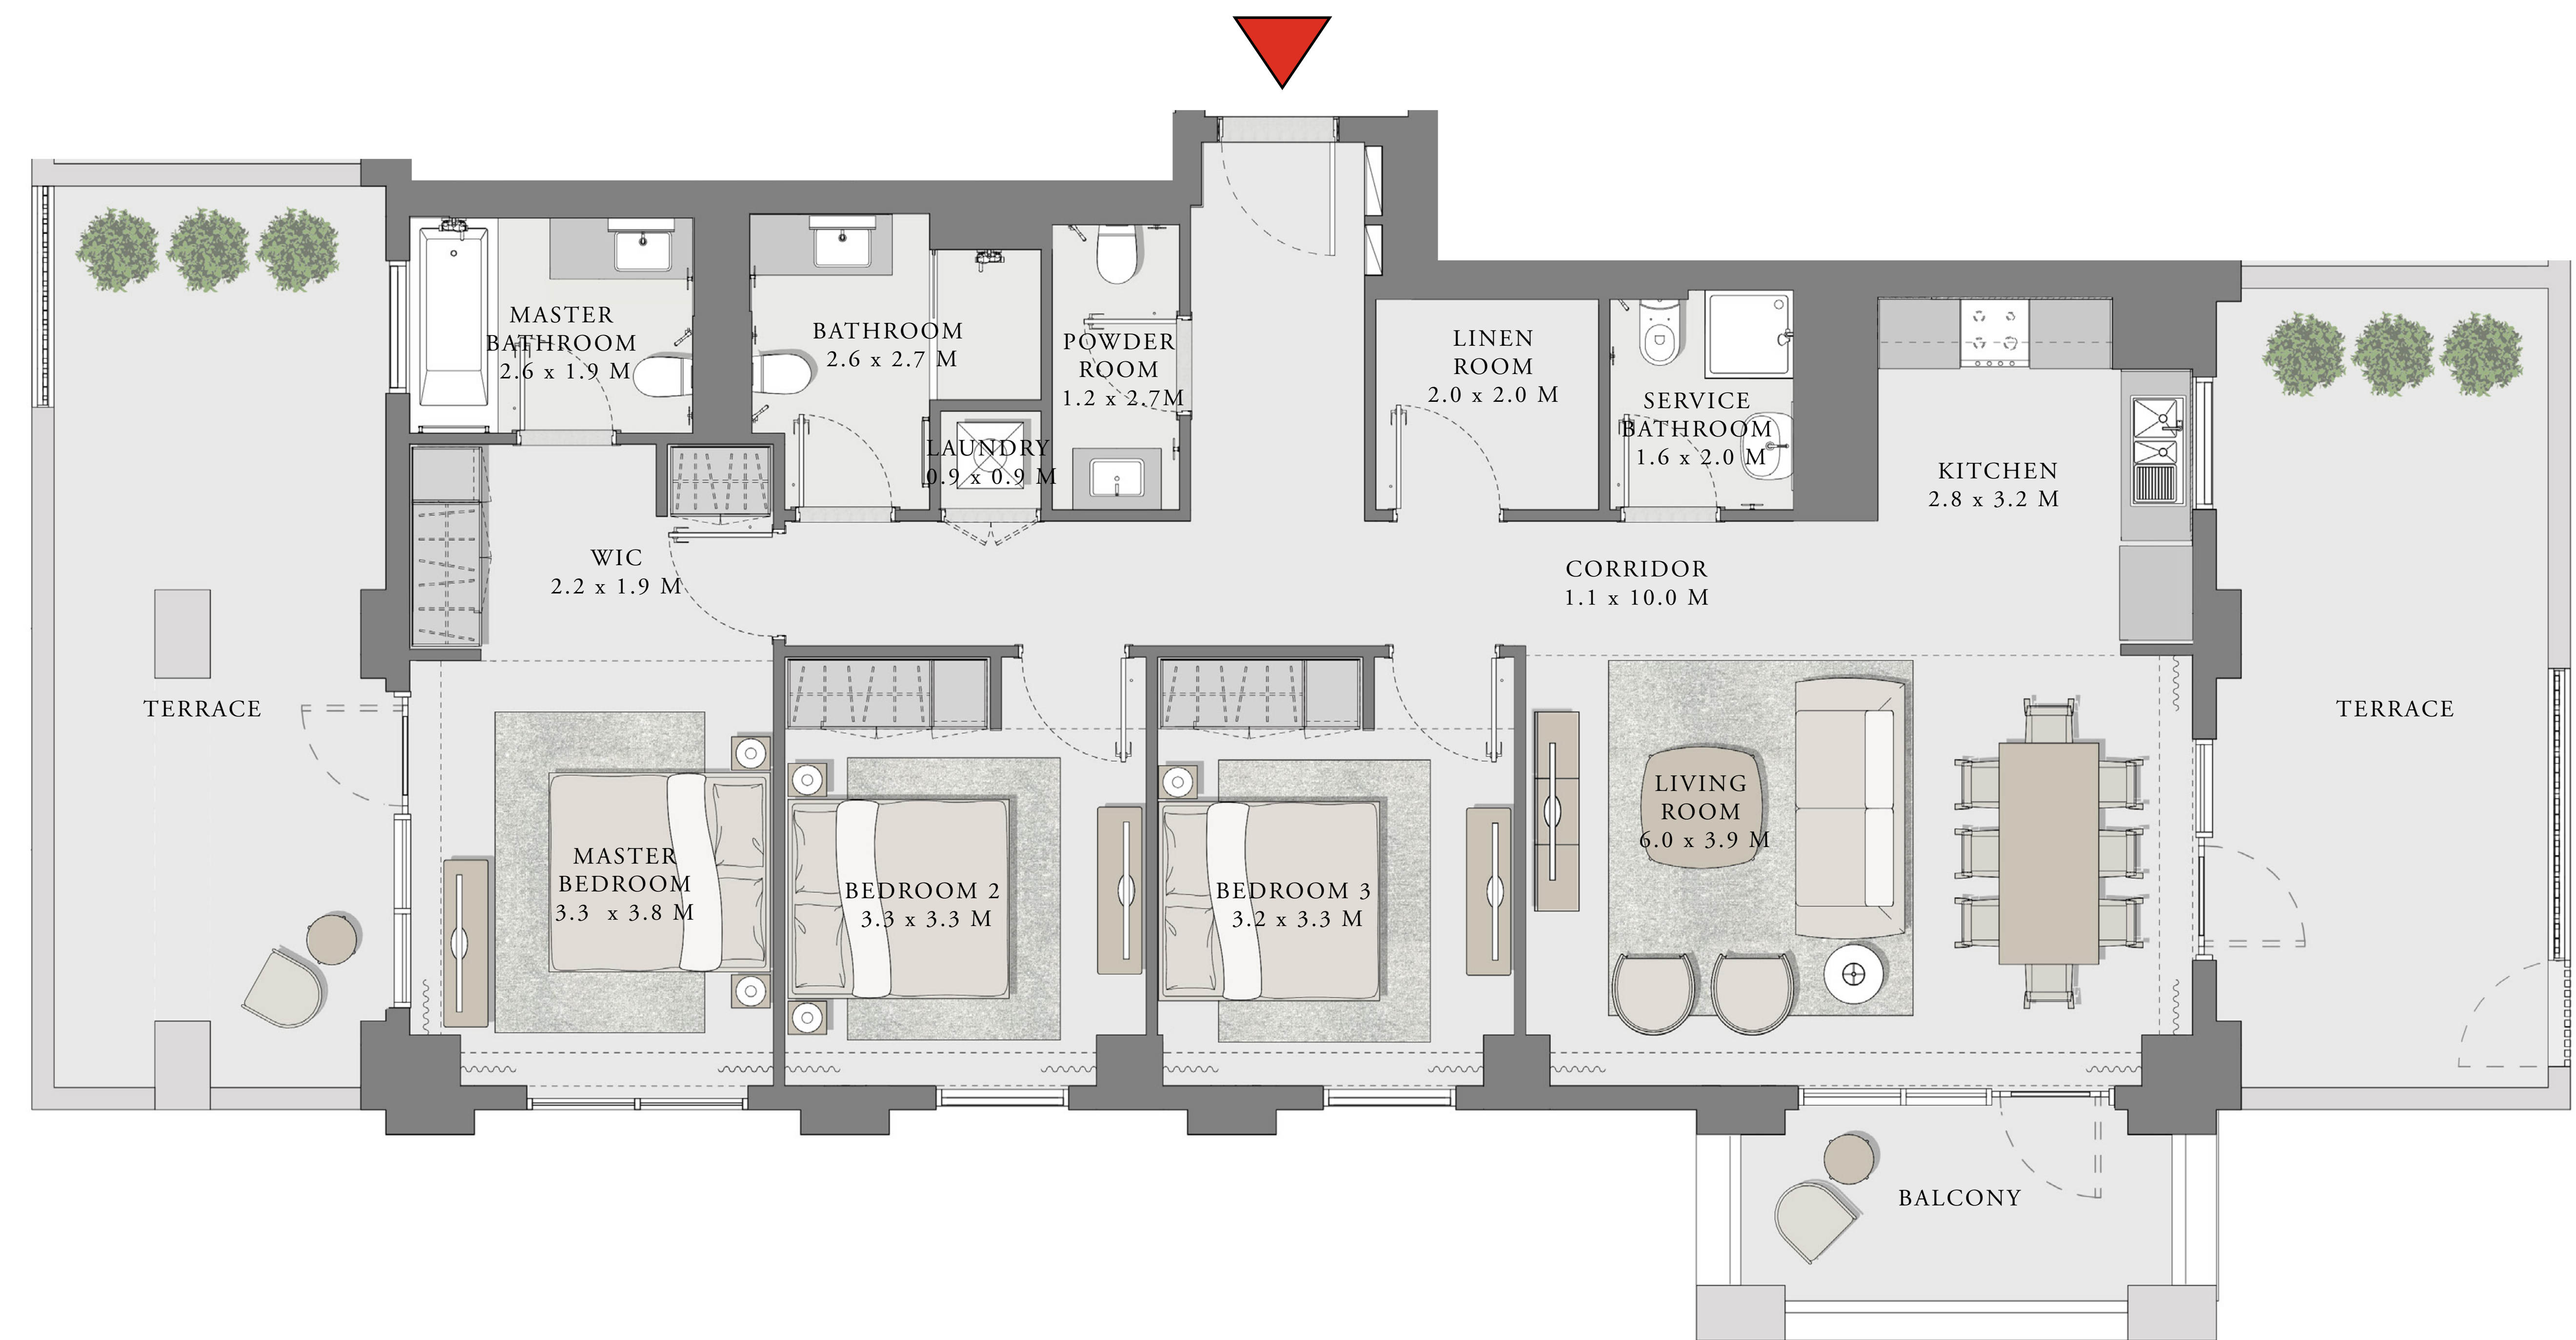 MASTER
BATHROOM
2.6 x 1.9 M
BATHROOM
2.6 x 2.7 M
POWDER
ROOM
1.2 x 2.7M
LAUNDRY
0.9 x 0.9 M
LINEN
ROOM
2.0 x 2.0 M
SERVICE
BATHROOM
1.6 x 2.0 M
KITCHEN
2.8 x 3.2 M
WIC
2.2 x 1.9 M
CORRIDOR
1.1 x 10.0 M
TERRACE
MASTER
BEDROOM
3.3 x 3.8 M
BEDROOM 2
3.3 x 3.3 M
BEDROOM 3
3.2 x 3.3 M
LIVING
ROOM
6.0 x 3.9 M
TERRACE
BALCONY